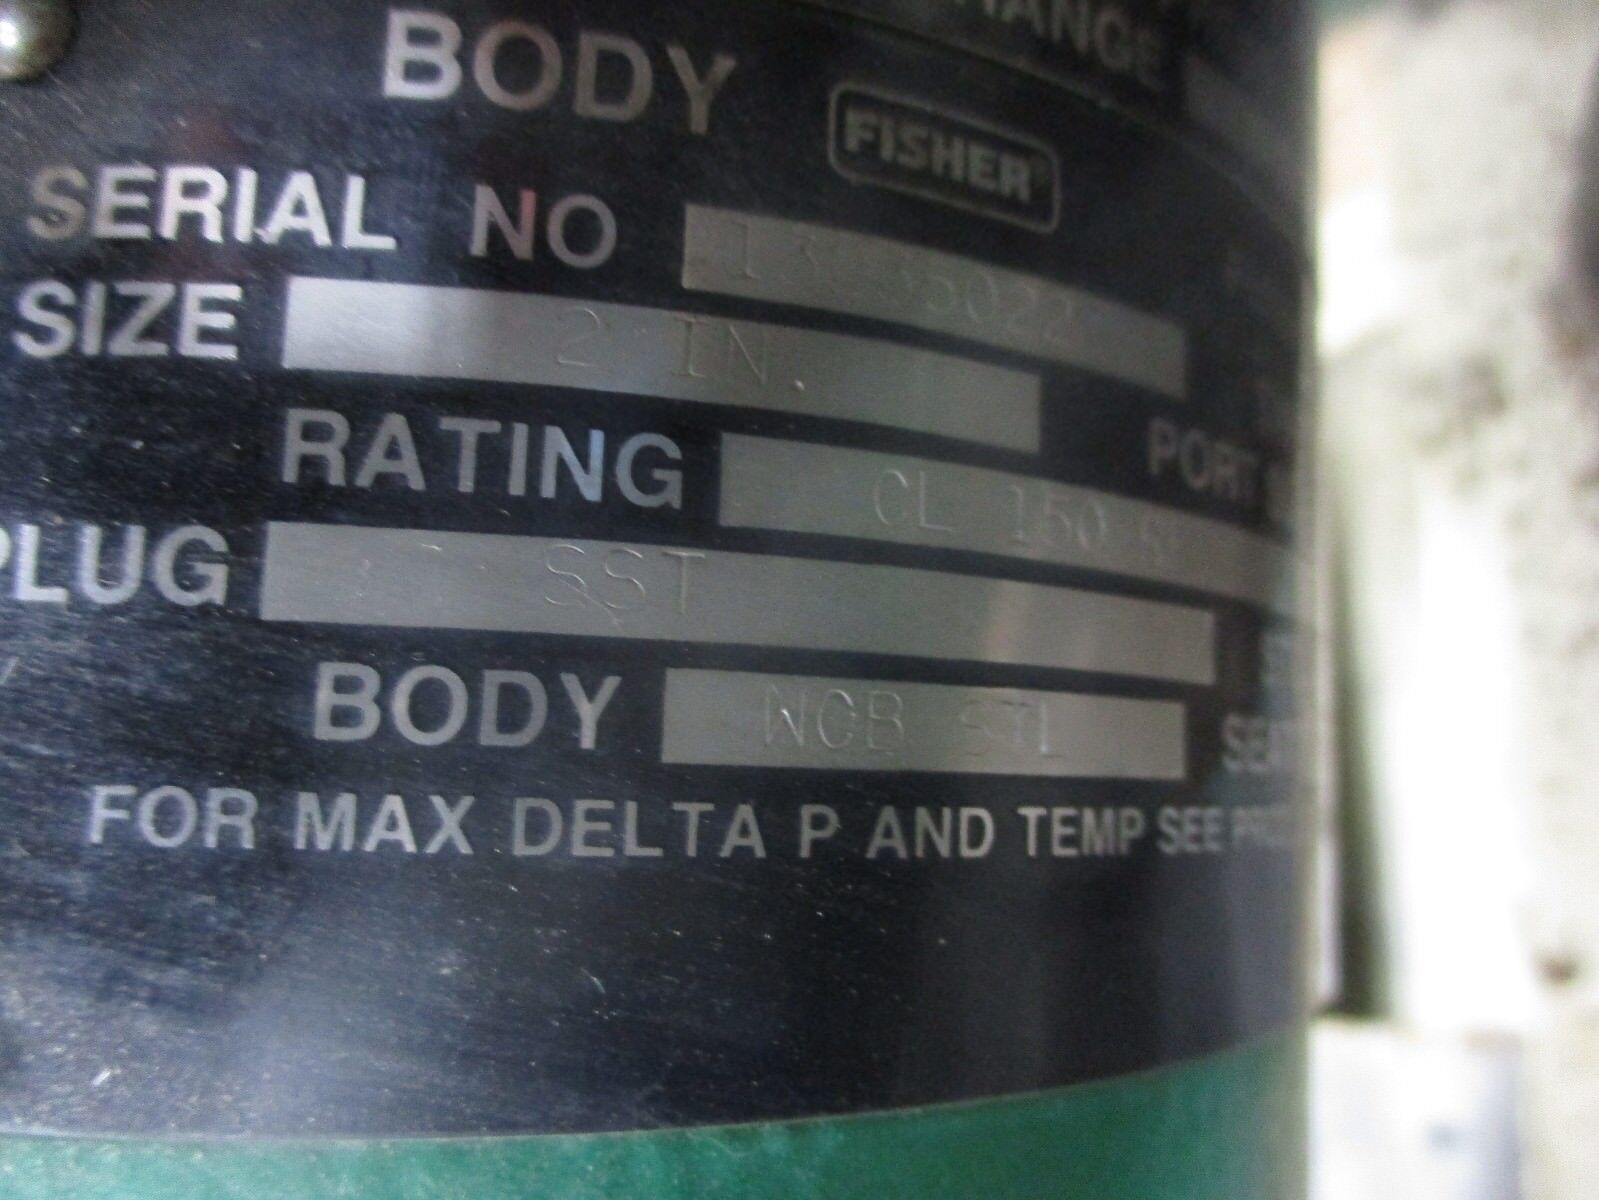 BODY FISHER
SERIAL NO
SIZE 2 IN.
RATING CL 150 PORT
PLUG SST
BODY WCB STL SEAT
FOR MAX DELTA P AND TEMP SEE